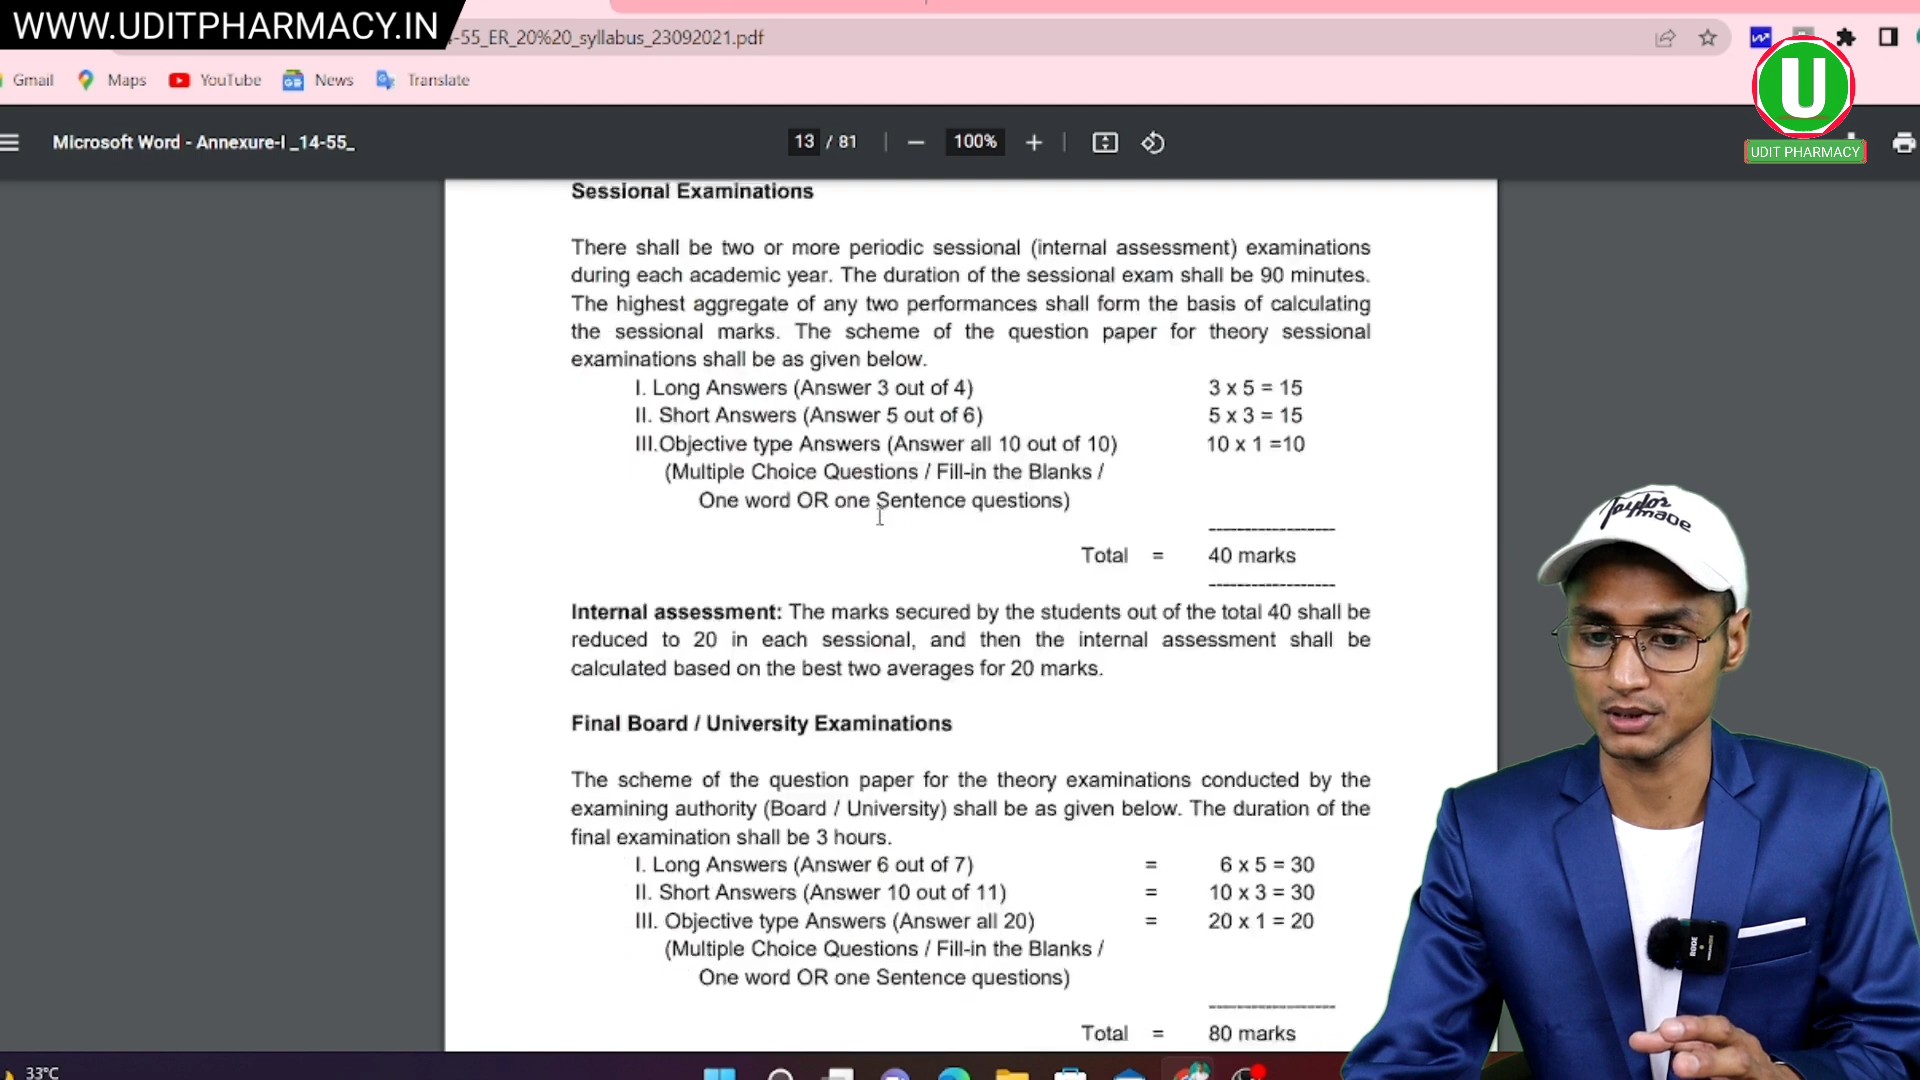 WWW.UDITPHARMACY.IN
4-55_ER_20%20_syllabus_23092021.pdf
Gmail Maps YouTube News Translate
U
UDIT PHARMACY
Microsoft Word - Annexure-I _14-55_
13 / 81 − 100% +
Sessional Examinations
There shall be two or more periodic sessional (internal assessment) examinations
during each academic year. The duration of the sessional exam shall be 90 minutes.
The highest aggregate of any two performances shall form the basis of calculating
the sessional marks. The scheme of the question paper for theory sessional
examinations shall be as given below.
I. Long Answers (Answer 3 out of 4) 3 x 5 = 15
II. Short Answers (Answer 5 out of 6) 5 x 3 = 15
III.Objective type Answers (Answer all 10 out of 10) 10 x 1 =10
(Multiple Choice Questions / Fill-in the Blanks /
One word OR one Sentence questions)
------------------
Total = 40 marks
------------------
Internal assessment: The marks secured by the students out of the total 40 shall be
reduced to 20 in each sessional, and then the internal assessment shall be
calculated based on the best two averages for 20 marks.
Final Board / University Examinations
The scheme of the question paper for the theory examinations conducted by the
examining authority (Board / University) shall be as given below. The duration of the
final examination shall be 3 hours.
I. Long Answers (Answer 6 out of 7) = 6 x 5 = 30
II. Short Answers (Answer 10 out of 11) = 10 x 3 = 30
III. Objective type Answers (Answer all 20) = 20 x 1 = 20
(Multiple Choice Questions / Fill-in the Blanks /
One word OR one Sentence questions)
------------------
Total = 80 marks
33°C
Taylor
made
RODE